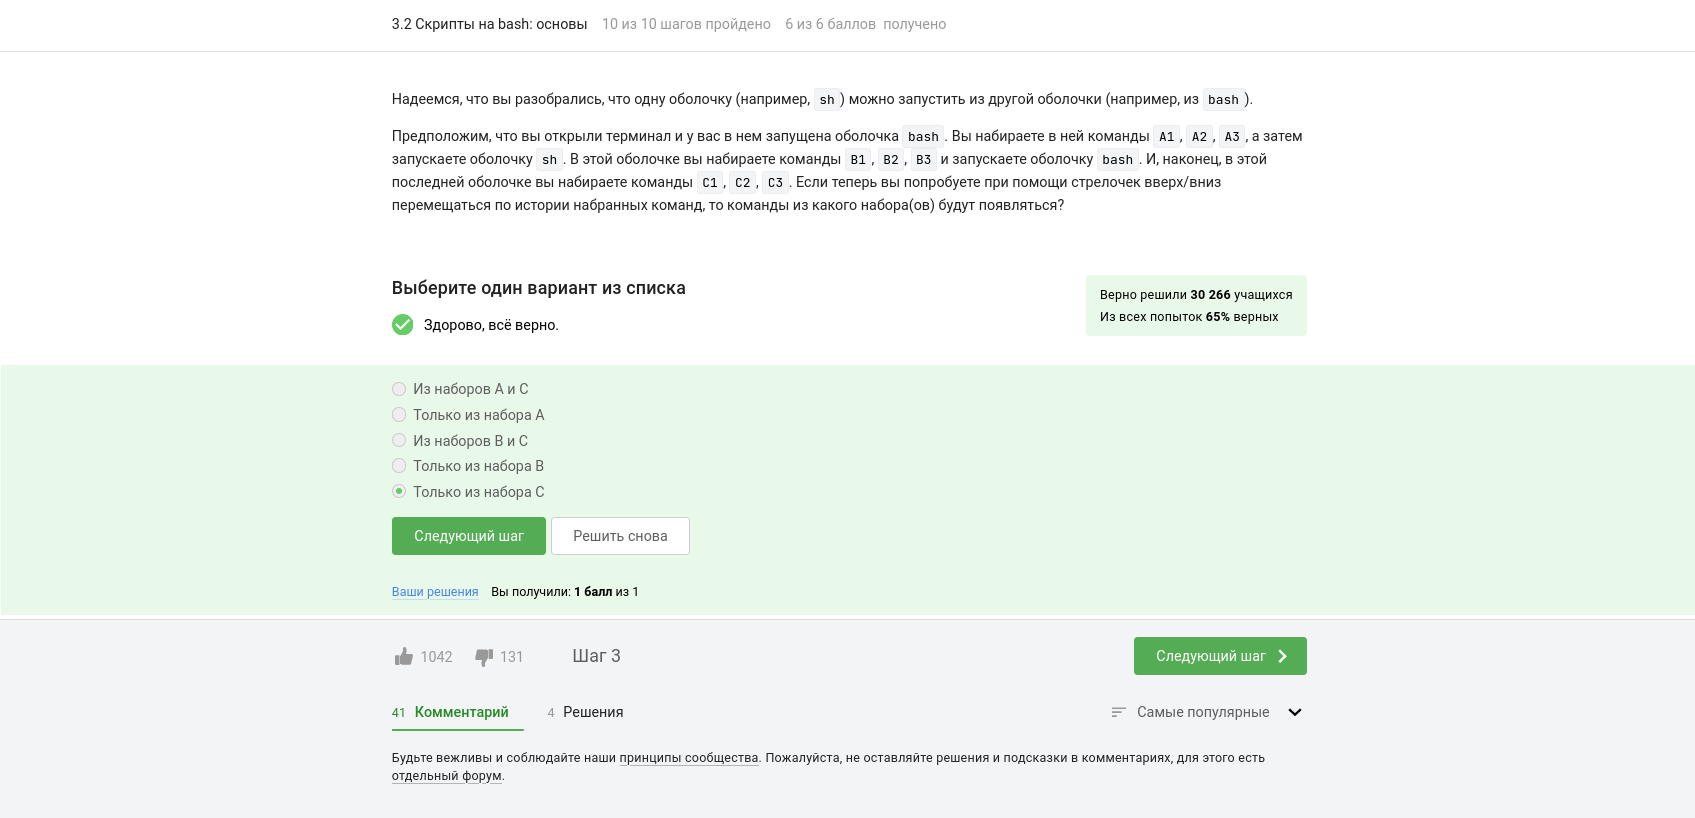 3.2 Скрипты на bash: основы 10 из 10 шагов пройдено 6 из 6 баллов получено
Надеемся, что вы разобрались, что одну оболочку (например, sh) можно запустить из другой оболочки (например, из bash).
Предположим, что вы открыли терминал и у вас в нем запущена оболочка bash. Вы набираете в ней команды A1, A2, A3, а затем
запускаете оболочку sh. В этой оболочке вы набираете команды B1, B2, B3 и запускаете оболочку bash. И, наконец, в этой
последней оболочке вы набираете команды C1, C2, C3. Если теперь вы попробуете при помощи стрелочек вверх/вниз
перемещаться по истории набранных команд, то команды из какого набора(ов) будут появляться?
Выберите один вариант из списка
Здорово, всё верно.
Верно решили 30 266 учащихся
Из всех попыток 65% верных
Из наборов A и C
Только из набора A
Из наборов B и C
Только из набора B
Только из набора C
Следующий шаг Решить снова
Ваши решения Вы получили: 1 балл из 1
1042 131 Шаг 3 Следующий шаг
41 Комментарий 4 Решения Самые популярные
Будьте вежливы и соблюдайте наши принципы сообщества. Пожалуйста, не оставляйте решения и подсказки в комментариях, для этого есть
отдельный форум.